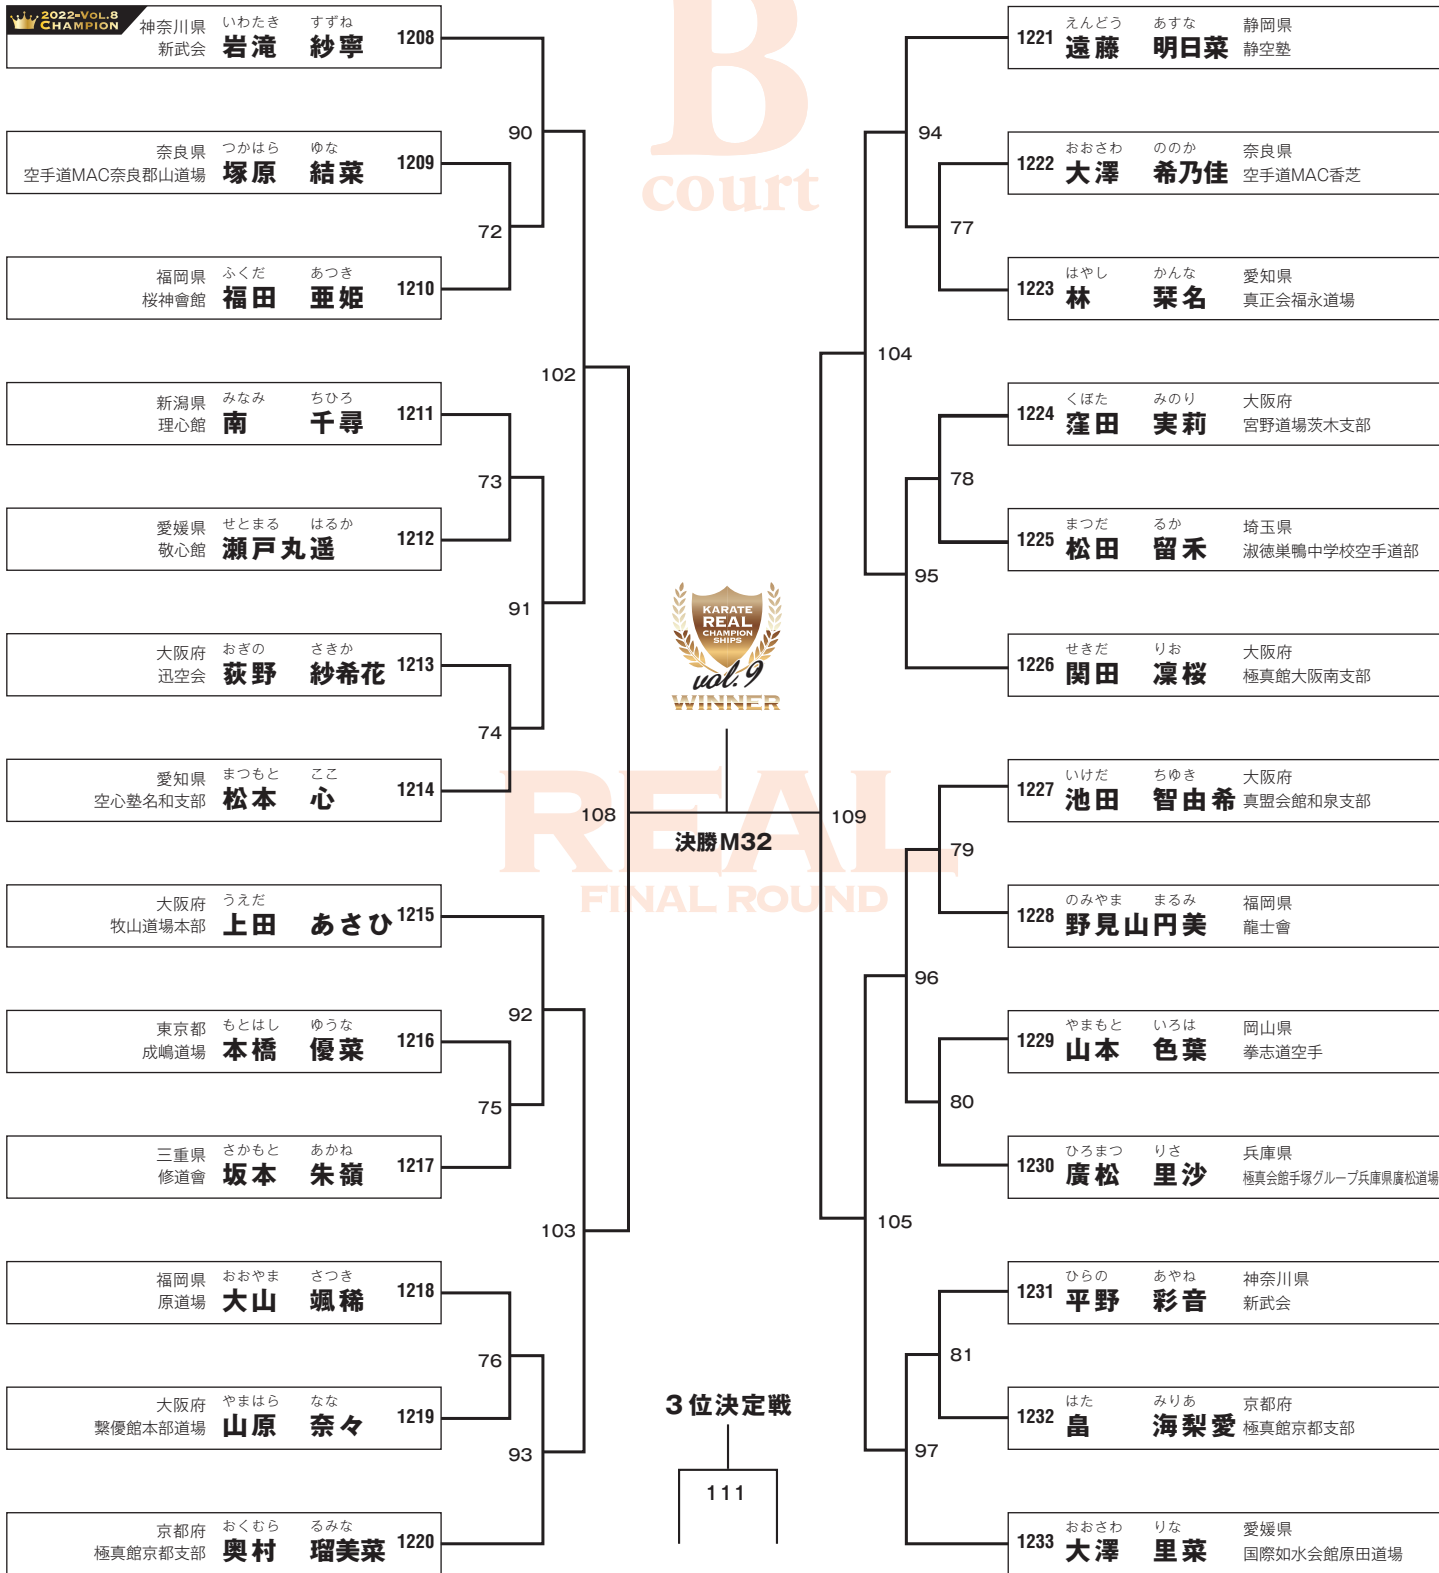 B
court
2022-VOL.8
CHAMPION
神奈川県 いわたき すずね
新武会 岩滝 紗寧 1208
奈良県 つかはら ゆな
空手道MAC奈良郡山道場 塚原 結菜 1209
福岡県 ふくだ あつき
桜神會館 福田 亜姫 1210
新潟県 みなみ ちひろ
理心館 南 千尋 1211
愛媛県 せとまる はるか
敬心館 瀬戸丸 遥 1212
大阪府 おぎの さきか
迅空会 荻野 紗希花 1213
愛知県 まつもと ここ
空心塾名和支部 松本 心 1214
大阪府 うえだ
牧山道場本部 上田 あさひ 1215
東京都 もとはし ゆうな
成嶋道場 本橋 優菜 1216
三重県 さかもと あかね
修道會 坂本 朱嶺 1217
福岡県 おおやま さつき
原道場 大山 颯稀 1218
大阪府 やまはら なな
繋優館本部道場 山原 奈々 1219
京都府 おくむら るみな
極真館京都支部 奥村 瑠美菜 1220
90
72
102
73
91
74
108
92
75
103
76
93
KARATE
REAL
CHAMPION
SHIPS
vol.9
WINNER
REAL
FINAL ROUND
決勝M32
3位決定戦
111
94
77
104
78
95
109
79
96
80
105
81
97
えんどう あすな 静岡県
1221 遠藤 明日菜 静空塾
おおさわ ののか 奈良県
1222 大澤 希乃佳 空手道MAC香芝
はやし かんな 愛知県
1223 林 栞名 真正会福永道場
くぼた みのり 大阪府
1224 窪田 実莉 宮野道場茨木支部
まつだ るか 埼玉県
1225 松田 留禾 淑徳巣鴨中学校空手道部
せきだ りお 大阪府
1226 関田 凜桜 極真館大阪南支部
いけだ ちゆき 大阪府
1227 池田 智由希 真盟会館和泉支部
のみやま まるみ 福岡県
1228 野見山 円美 龍士會
やまもと いろは 岡山県
1229 山本 色葉 拳志道空手
ひろまつ りさ 兵庫県
1230 廣松 里沙 極真会館手塚グループ兵庫県廣松道場
ひらの あやね 神奈川県
1231 平野 彩音 新武会
はた みりあ 京都府
1232 畠 海梨愛 極真館京都支部
おおさわ りな 愛媛県
1233 大澤 里菜 国際如水会館原田道場